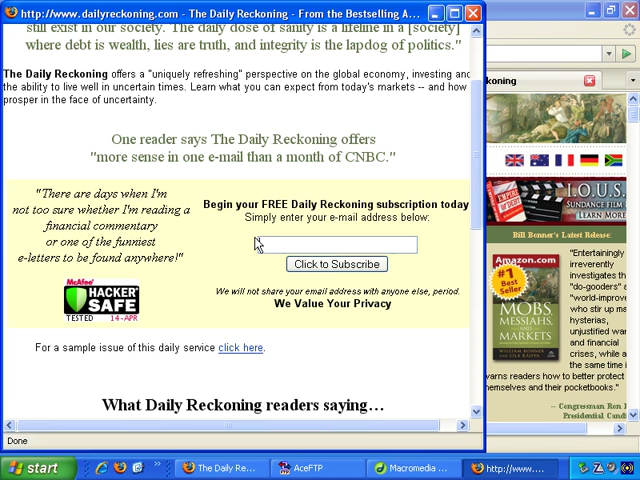 http://www.dailyreckoning.com - The Daily Reckoning - From the Bestselling A...
still exist in our society. The daily dose of sanity is a lifeline in a [society]
where debt is wealth, lies are truth, and integrity is the lapdog of politics."
The Daily Reckoning offers a "uniquely refreshing" perspective on the global economy, investing and
the ability to live well in uncertain times. Learn what you can expect from today's markets -- and how
prosper in the face of uncertainty.
One reader says The Daily Reckoning offers
"more sense in one e-mail than a month of CNBC."
"There are days when I'm
not too sure whether I'm reading a
financial commentary
or one of the funniest
e-letters to be found anywhere!"
McAfee
HACKER
SAFE
TESTED 14-APR
Begin your FREE Daily Reckoning subscription today
Simply enter your e-mail address below:
Click to Subscribe
We will not share your email address with anyone else, period.
We Value Your Privacy
For a sample issue of this daily service click here.
What Daily Reckoning readers saying...
Done
koning
EMPIRE OF DEBT
I.O.U.S.
SUNDANCE FILM
LEARN MORE
Bill Bonner's Latest Release:
Amazon.com
#1
Best
Seller
MOBS,
MESSIAHS,
AND
MARKETS
WILLIAM BONNER
"Entertainingly
irreverently
investigates th
"do-gooders" a
"world-improve
who stir up ma
hysterias,
unjustified war
and financial
crises, while a
the same time i
warns readers how to better protect
themselves and their pocketbooks."
-- Congressman Ron P
Presidential Candi
start
The Daily Re...
AceFTP
Macromedia ...
http://www....